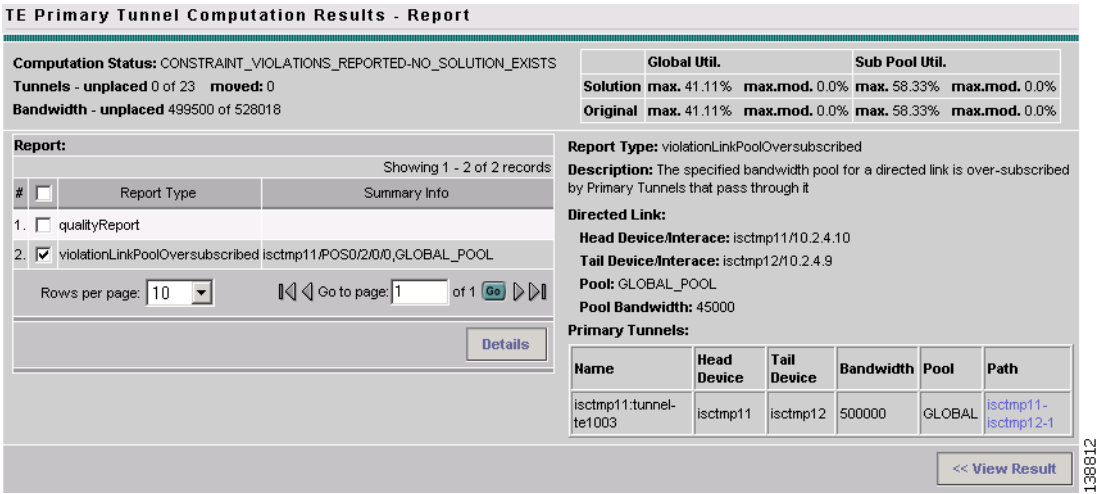 TE Primary Tunnel Computation Results - Report
Computation Status: CONSTRAINT_VIOLATIONS_REPORTED-NO_SOLUTION_EXISTS
Tunnels - unplaced 0 of 23 moved: 0
Bandwidth - unplaced 499500 of 528018
Global Util. Sub Pool Util.
Solution max. 41.11% max.mod. 0.0% max. 58.33% max.mod. 0.0%
Original max. 41.11% max.mod. 0.0% max. 58.33% max.mod. 0.0%
Report:
Showing 1 - 2 of 2 records
# Report Type Summary Info
1. qualityReport
2. violationLinkPoolOversubscribed isctmp11/POS0/2/0/0,GLOBAL_POOL
Rows per page: 10 Go to page: 1 of 1 Go
Details
Report Type: violationLinkPoolOversubscribed
Description: The specified bandwidth pool for a directed link is over-subscribed
by Primary Tunnels that pass through it
Directed Link:
Head Device/Interace: isctmp11/10.2.4.10
Tail Device/Interace: isctmp12/10.2.4.9
Pool: GLOBAL_POOL
Pool Bandwidth: 45000
Primary Tunnels:
Name Head Device Tail Device Bandwidth Pool Path
isctmp11:tunnel-te1003 isctmp11 isctmp12 500000 GLOBAL isctmp11-isctmp12-1
<< View Result
138812